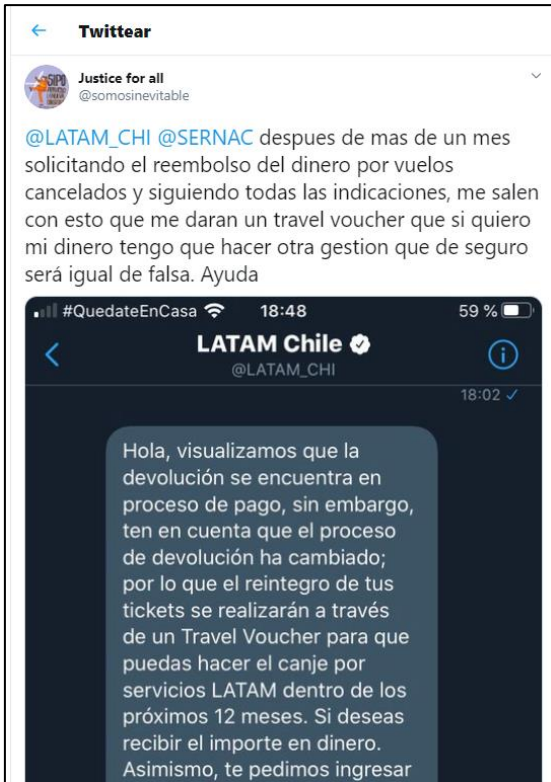 Twittear
Justice for all
@somosinevitable
@LATAM_CHI @SERNAC despues de mas de un mes
solicitando el reembolso del dinero por vuelos
cancelados y siguiendo todas las indicaciones, me salen
con esto que me daran un travel voucher que si quiero
mi dinero tengo que hacer otra gestion que de seguro
será igual de falsa. Ayuda
#QuedateEnCasa 18:48 59 %
LATAM Chile
@LATAM_CHI
18:02
Hola, visualizamos que la
devolución se encuentra en
proceso de pago, sin embargo,
ten en cuenta que el proceso
de devolución ha cambiado;
por lo que el reintegro de tus
tickets se realizarán a través
de un Travel Voucher para que
puedas hacer el canje por
servicios LATAM dentro de los
próximos 12 meses. Si deseas
recibir el importe en dinero.
Asimismo, te pedimos ingresar